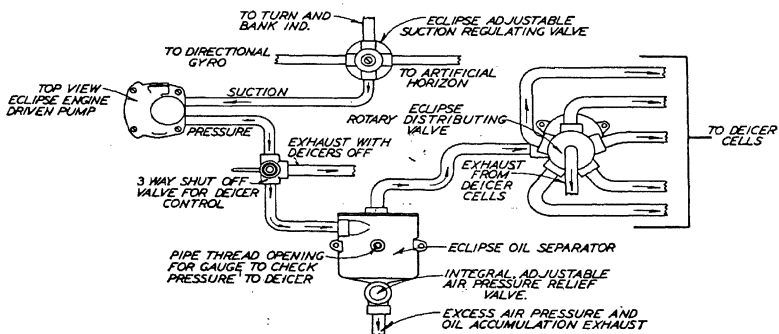 TO TURN AND
BANK IND.
ECLIPSE ADJUSTABLE
SUCTION REGULATING VALVE
TO DIRECTIONAL
GYRO
TO ARTIFICIAL
HORIZON
TOP VIEW
ECLIPSE ENGINE
DRIVEN PUMP
SUCTION
PRESSURE
ECLIPSE
ROTARY DISTRIBUTING
VALVE
TO DEICER
CELLS
EXHAUST WITH
DEICERS OFF
EXHAUST
FROM
DEICER
CELLS
3 WAY SHUT OFF
VALVE FOR DEICER
CONTROL
PIPE THREAD OPENING
FOR GAUGE TO CHECK
PRESSURE TO DEICER
ECLIPSE OIL SEPARATOR
INTEGRAL, ADJUSTABLE
AIR PRESSURE RELIEF
VALVE.
EXCESS AIR PRESSURE AND
OIL ACCUMULATION EXHAUST